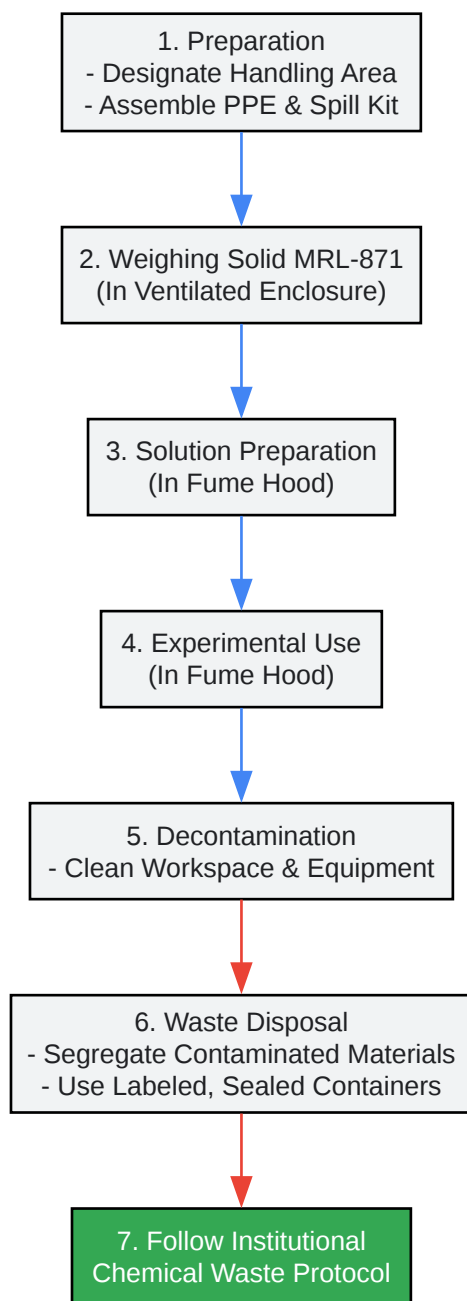 1. Preparation
- Designate Handling Area
- Assemble PPE & Spill Kit
2. Weighing Solid MRL-871
(In Ventilated Enclosure)
3. Solution Preparation
(In Fume Hood)
4. Experimental Use
(In Fume Hood)
5. Decontamination
- Clean Workspace & Equipment
6. Waste Disposal
- Segregate Contaminated Materials
- Use Labeled, Sealed Containers
7. Follow Institutional
Chemical Waste Protocol